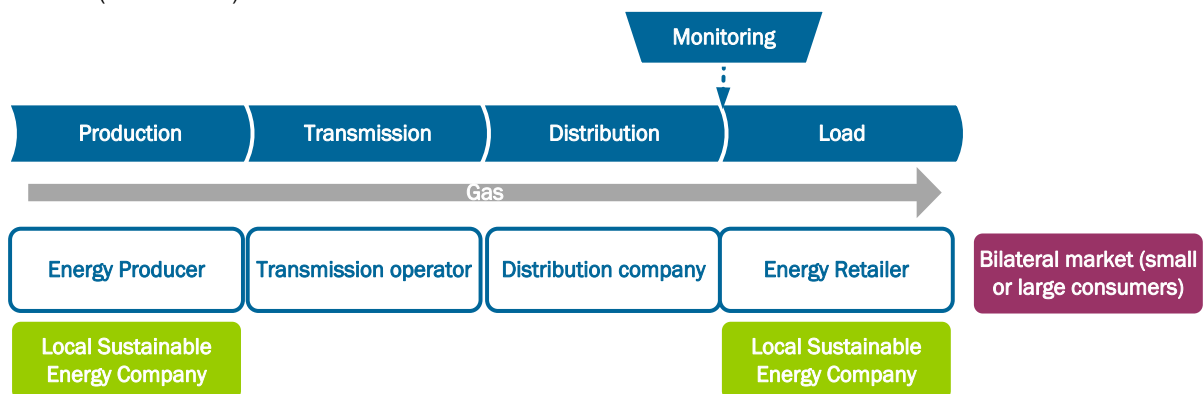 Monitoring
Production Transmission Distribution Load
Gas
Energy Producer Transmission operator Distribution company Energy Retailer
Bilateral market (small
or large consumers)
Local Sustainable
Energy Company
Local Sustainable
Energy Company